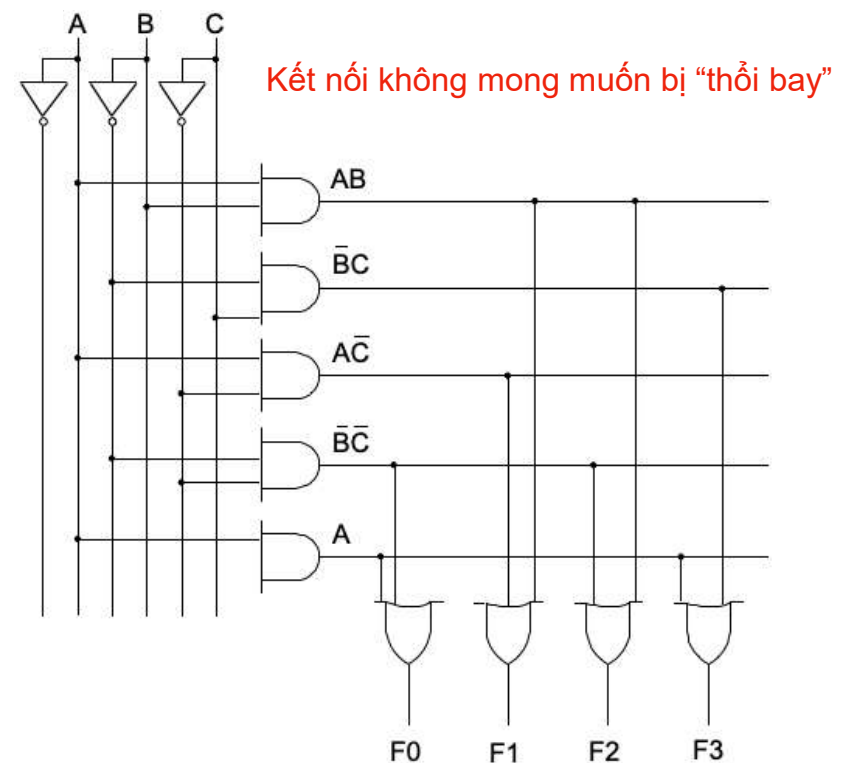 A B C
Kết nối không mong muốn bị “thổi bay”
AB
B̅C
AC̅
B̅C̅
A
F0 F1 F2 F3